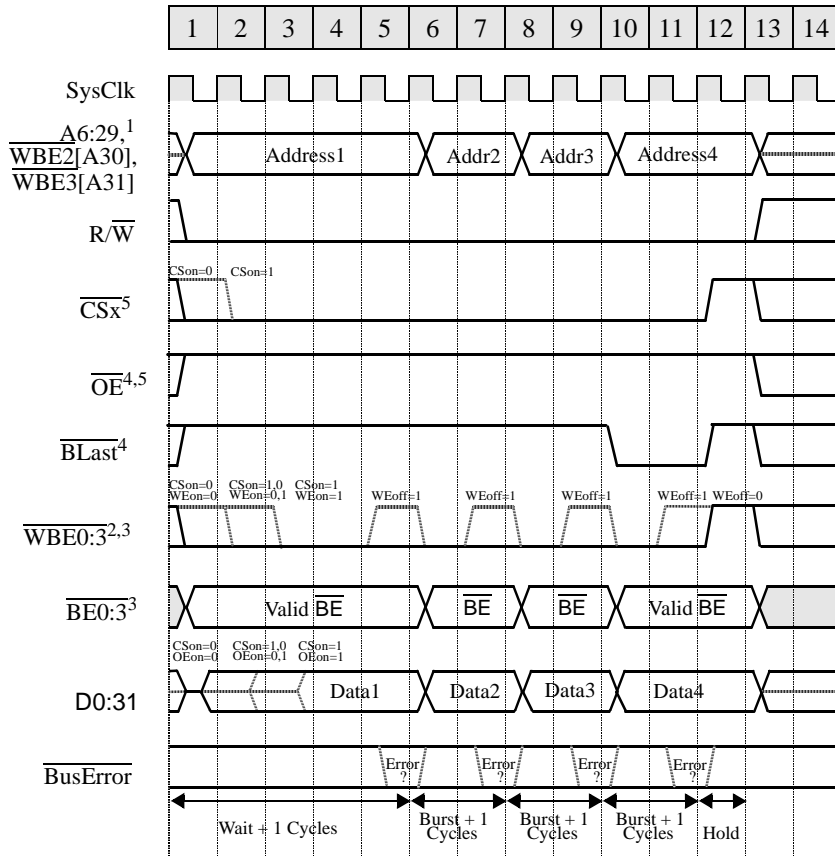 1 2 3 4 5 6 7 8 9 10 11 12 13 14
SysClk
A6:29,1
WBE2[A30],
WBE3[A31]
Address1 Addr2 Addr3 Address4
R/W
CSon=0 CSon=1
CSx5
OE4,5
BLast4
CSon=0 CSon=1,0 CSon=1
WEon=0 WEon=0,1 WEon=1 WEoff=1 WEoff=1 WEoff=1 WEoff=1 WEoff=0
WBE0:32,3
BE0:33
Valid BE BE BE Valid BE
CSon=0 CSon=1,0 CSon=1
OEon=0 OEon=0,1 OEon=1
D0:31
Data1 Data2 Data3 Data4
BusError
Error Error Error Error
? ? ? ?
Wait + 1 Cycles Burst + 1 Burst + 1 Burst + 1 Hold
Cycles Cycles Cycles